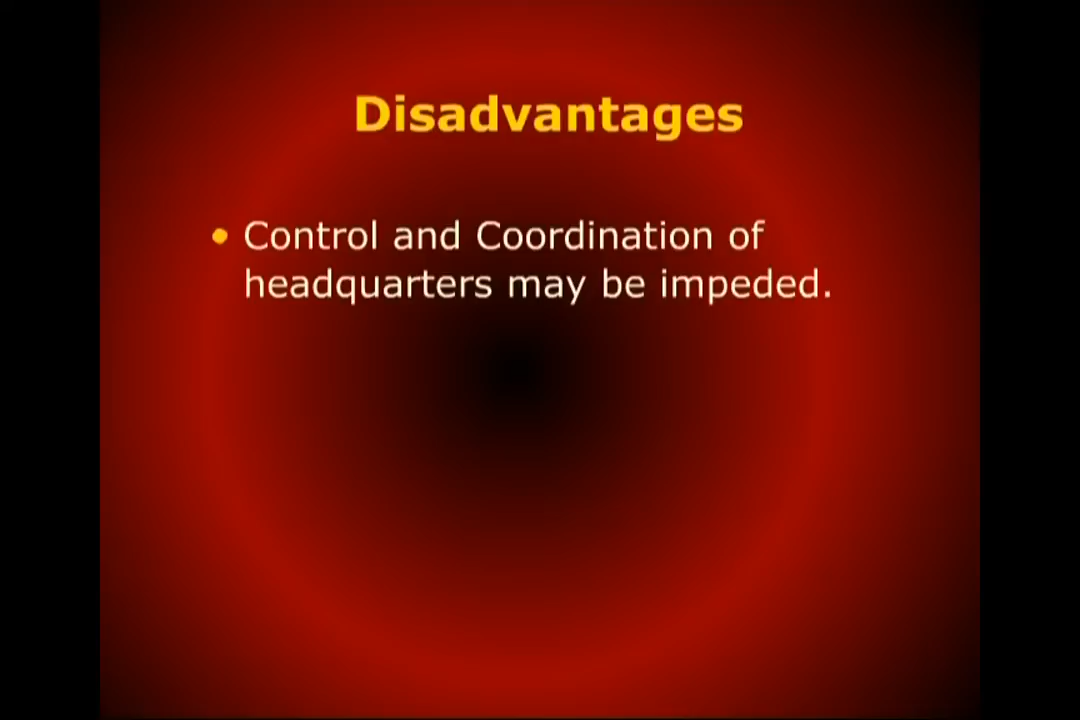 Disadvantages
• Control and Coordination of
headquarters may be impeded.